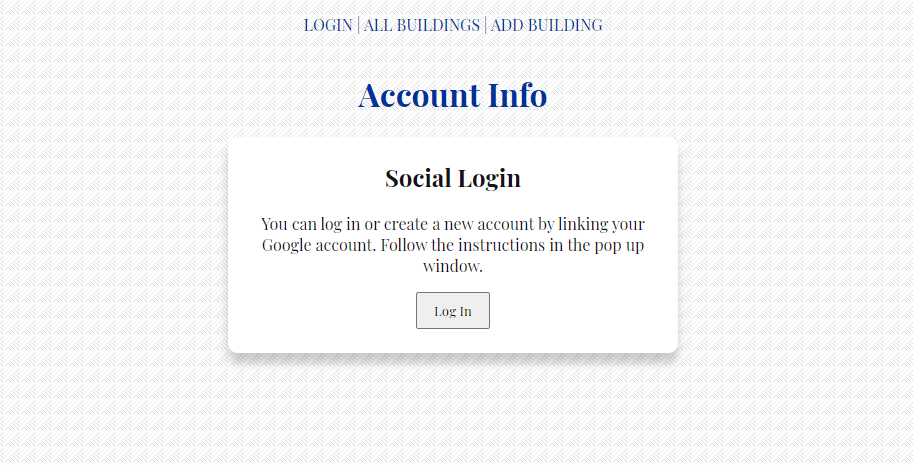 LOGIN | ALL BUILDINGS | ADD BUILDING
Account Info
Social Login
You can log in or create a new account by linking your
Google account. Follow the instructions in the pop up
window.
Log In